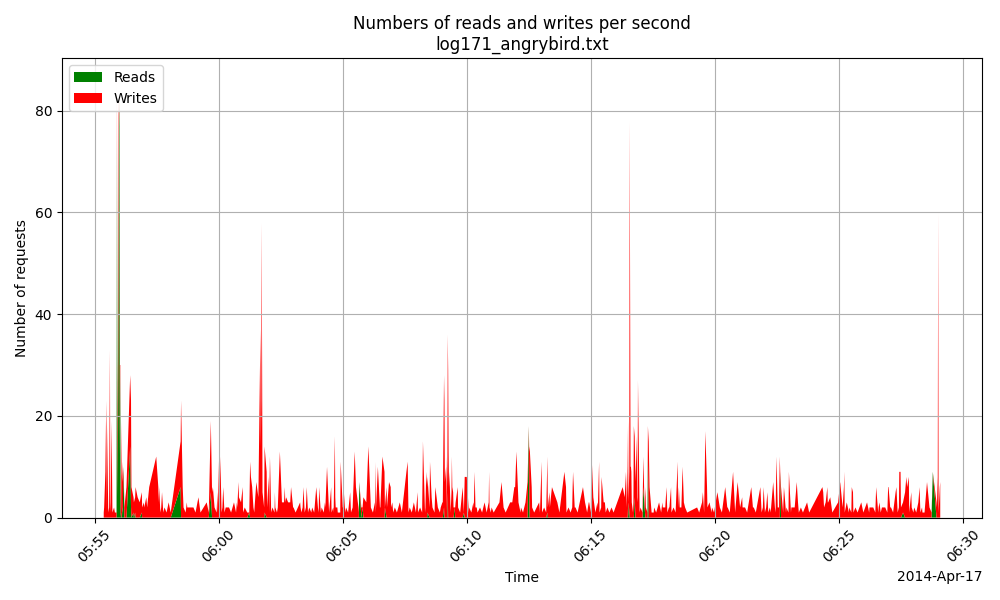 Numbers of reads and writes per second
log171_angrybird.txt
Reads
Writes
Number of requests
80
60
40
20
0
05:55
06:00
06:05
06:10
06:15
06:20
06:25
06:30
Time
2014-Apr-17